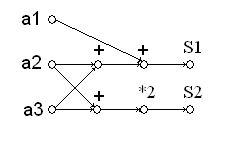 a1
+ + S1
a2
+ *2 S2
a3